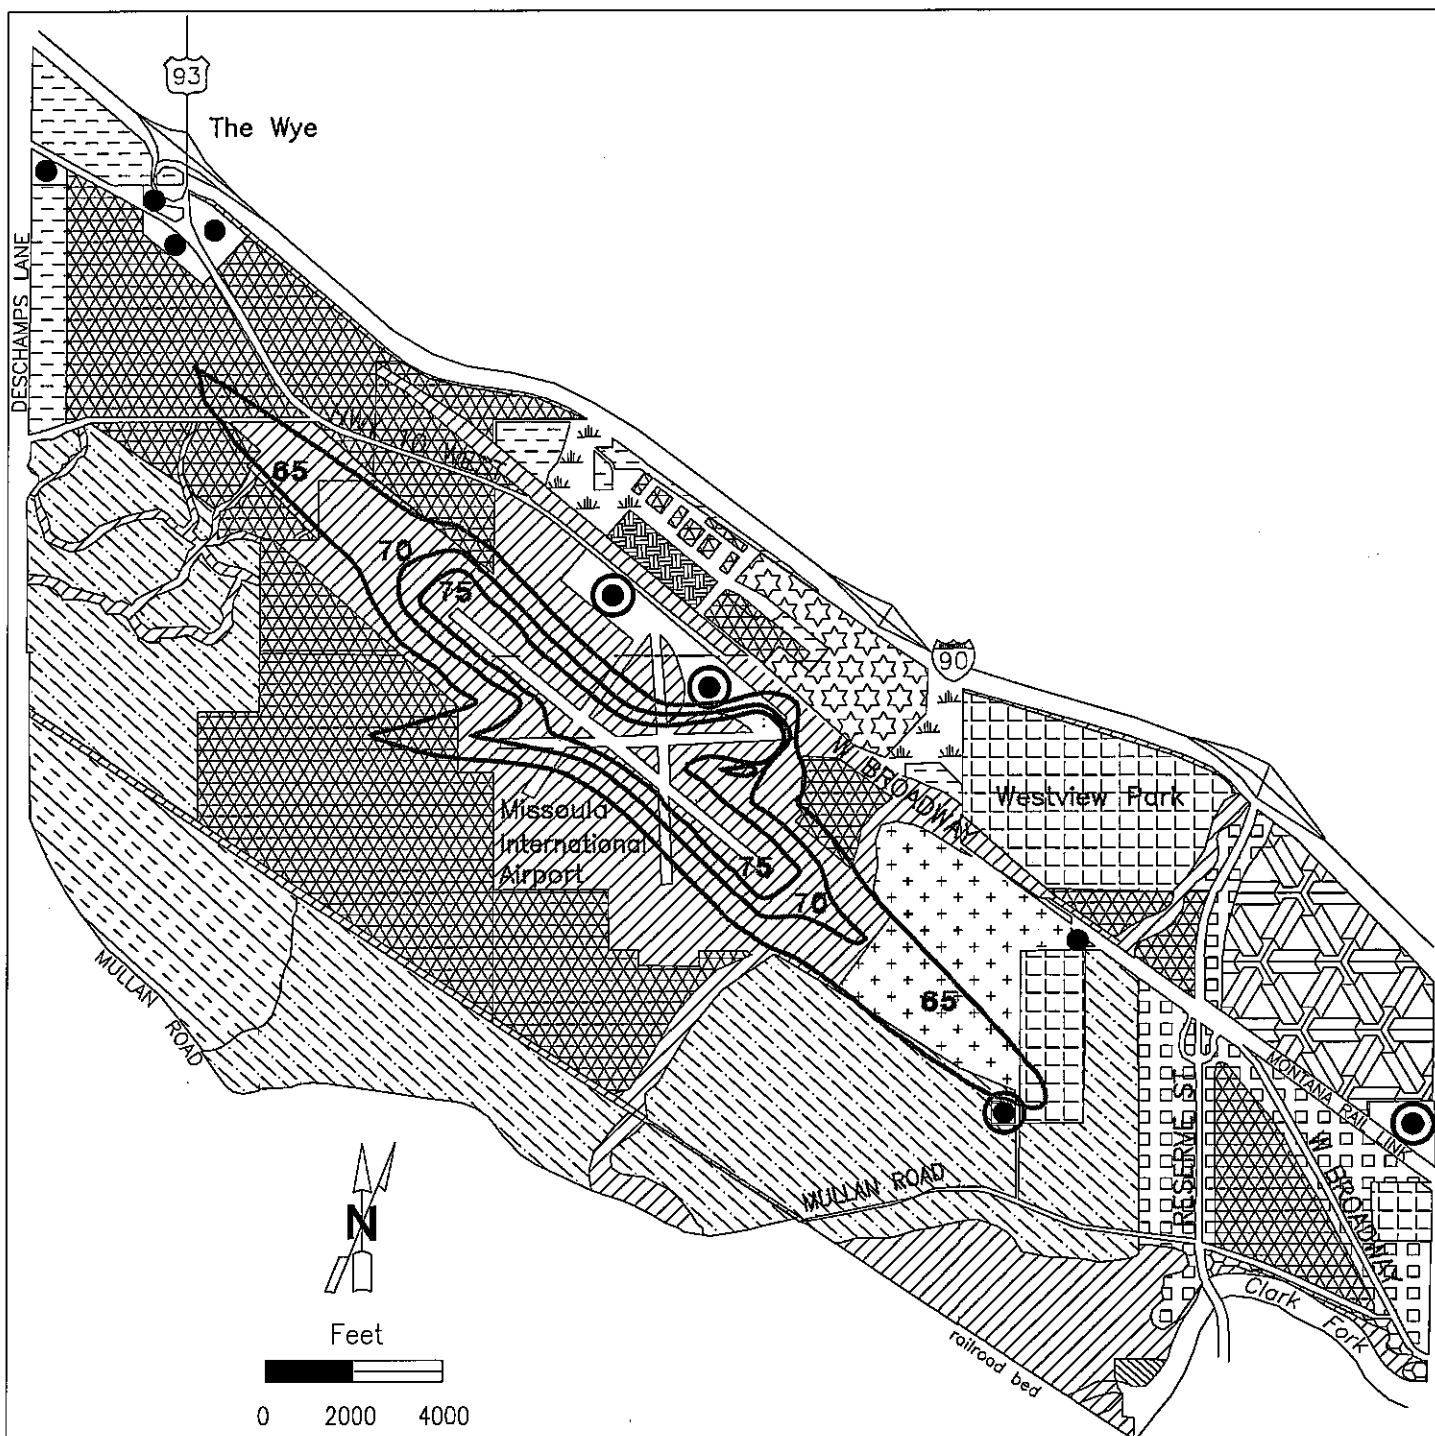 93
The Wye
DESCHAMPS LANE
HWY 10 WEST
65
70
75
90
W. BROADWAY
Westview Park
Missoula
International
Airport
75
70
65
MULLAN ROAD
MONTANA RAIL LINK
RESERVE ST
W BROADWAY
MULLAN ROAD
N
Clark Fork
Feet
railroad bed
0 2000 4000